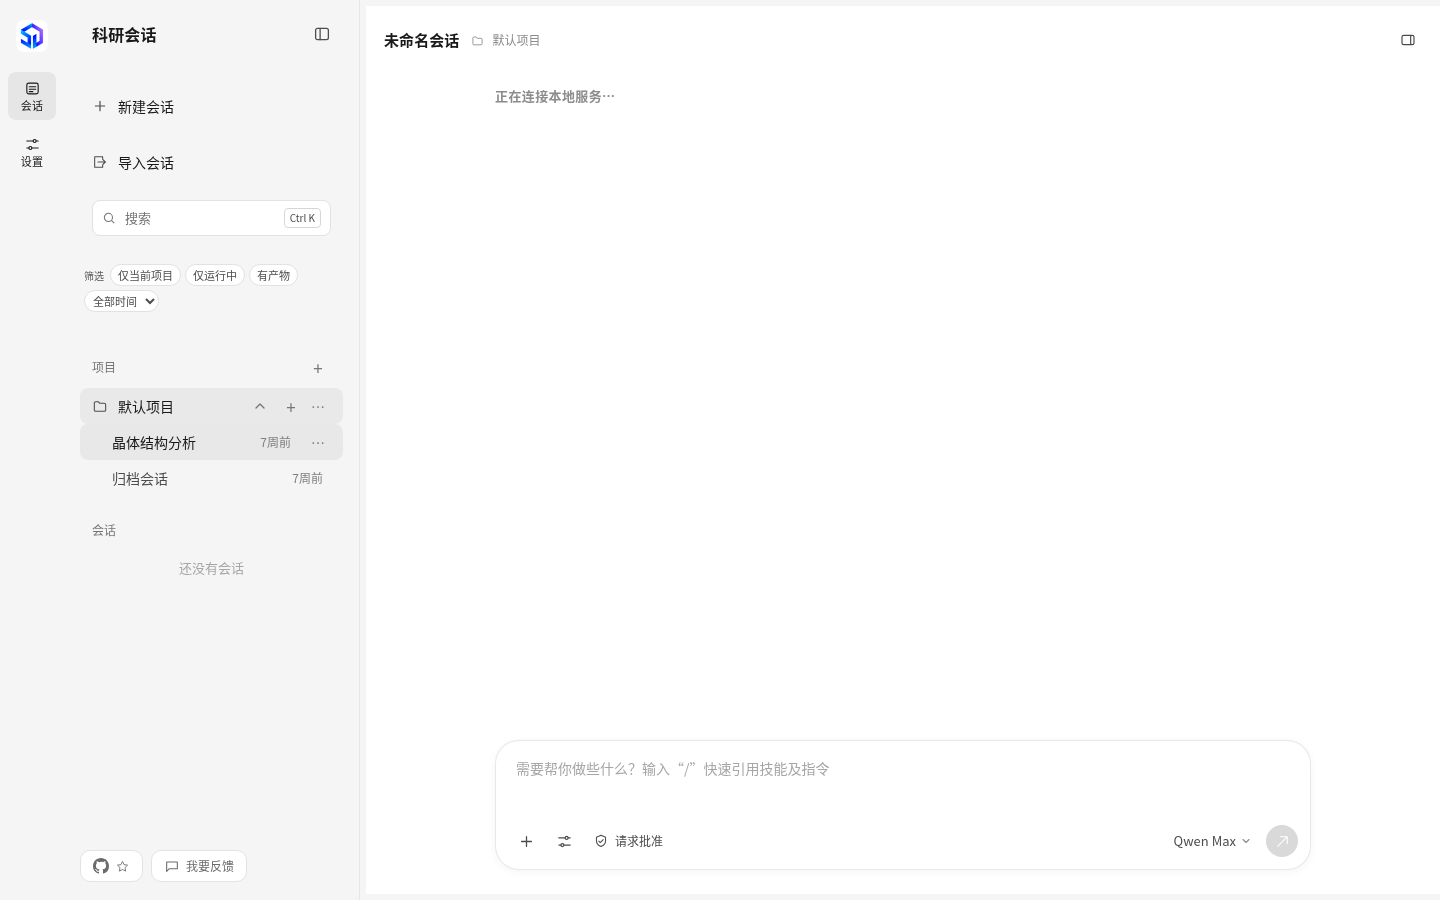 科研会话
会话
设置
新建会话
导入会话
搜索
Ctrl K
筛选
仅当前项目
仅运行中
有产物
全部时间
项目
默认项目
晶体结构分析
7周前
归档会话
7周前
会话
还没有会话
我要反馈
未命名会话
默认项目
正在连接本地服务…
需要帮你做些什么？输入“/”快速引用技能及指令
请求批准
Qwen Max